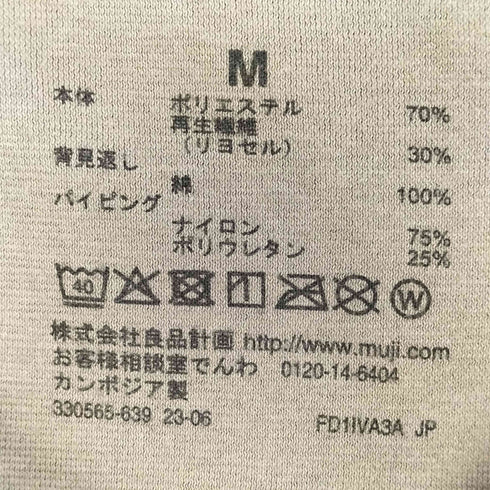 M
本体 ポリエステル 70%
再生繊維
(リヨセル) 30%
背見返し 綿 100%
パイピング ナイロン 75%
ポリウレタン 25%
40 W
株式会社良品計画 http://www.muji.com
お客様相談室でんわ 0120-14-6404
カンボジア製
330565-639 23-06 FD1IVA3A JP